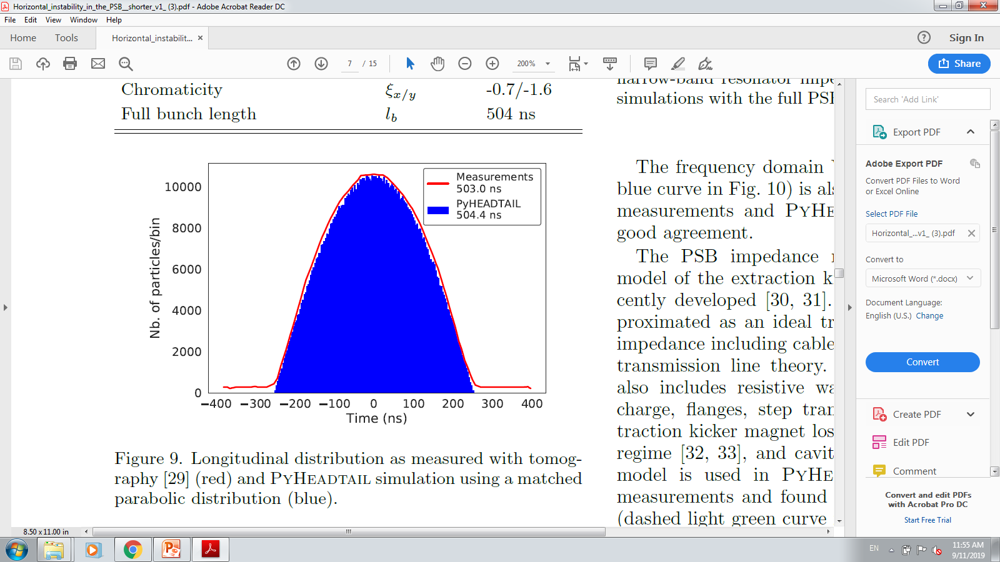 Horizontal_instability_in_the_PSB__shorter_v1_ (3).pdf - Adobe Acrobat Reader DC
File Edit View Window Help
Home Tools Horizontal_instabilit... × ? Sign In
7 / 15 200% Share
Chromaticity ξx/y -0.7/-1.6
Full bunch length lb 504 ns
10000
8000
6000
4000
2000
0
Nb. of particles/bin
Measurements
503.0 ns
PyHEADTAIL
504.4 ns
−400 −300 −200 −100 0 100 200 300 400
Time (ns)
Figure 9. Longitudinal distribution as measured with tomog-
raphy [29] (red) and PyHeadtail simulation using a matched
parabolic distribution (blue).
simulations with the full PS
The frequency domain
blue curve in Fig. 10) is al
measurements and PyHE
good agreement.
The PSB impedance
model of the extraction k
cently developed [30, 31].
proximated as an ideal tr
impedance including cable
transmission line theory.
also includes resistive wa
charge, flanges, step tran
traction kicker magnet los
regime [32, 33], and cavit
model is used in PyHE
measurements and found
(dashed light green curve
Search 'Add Link'
Export PDF
Adobe Export PDF
Convert PDF Files to Word
or Excel Online
Select PDF File
Horizontal_...v1_ (3).pdf
Convert to
Microsoft Word (*.docx)
Document Language:
English (U.S.) Change
Convert
Create PDF
Edit PDF
Comment
Convert and edit PDFs
with Acrobat Pro DC
Start Free Trial
8.50 x 11.00 in
EN
11:55 AM
9/11/2019